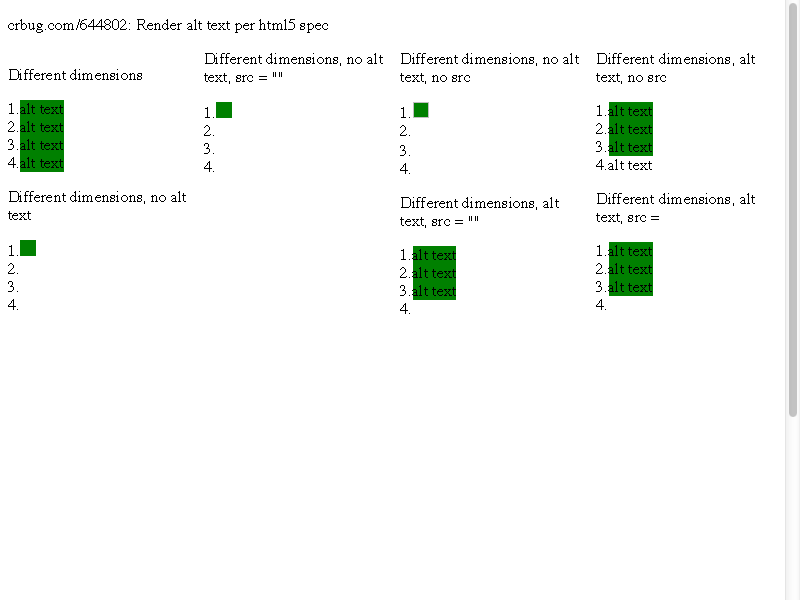 crbug.com/644802: Render alt text per html5 spec
Different dimensions
1.alt text
2.alt text
3.alt text
4.alt text
Different dimensions, no alt
text
1.
2.
3.
4.
Different dimensions, no alt
text, src = ""
1.
2.
3.
4.
Different dimensions, no alt
text, no src
1.
2.
3.
4.
Different dimensions, alt
text, src = ""
1.alt text
2.alt text
3.alt text
4.
Different dimensions, alt
text, no src
1.alt text
2.alt text
3.alt text
4.alt text
Different dimensions, alt
text, src =
1.alt text
2.alt text
3.alt text
4.